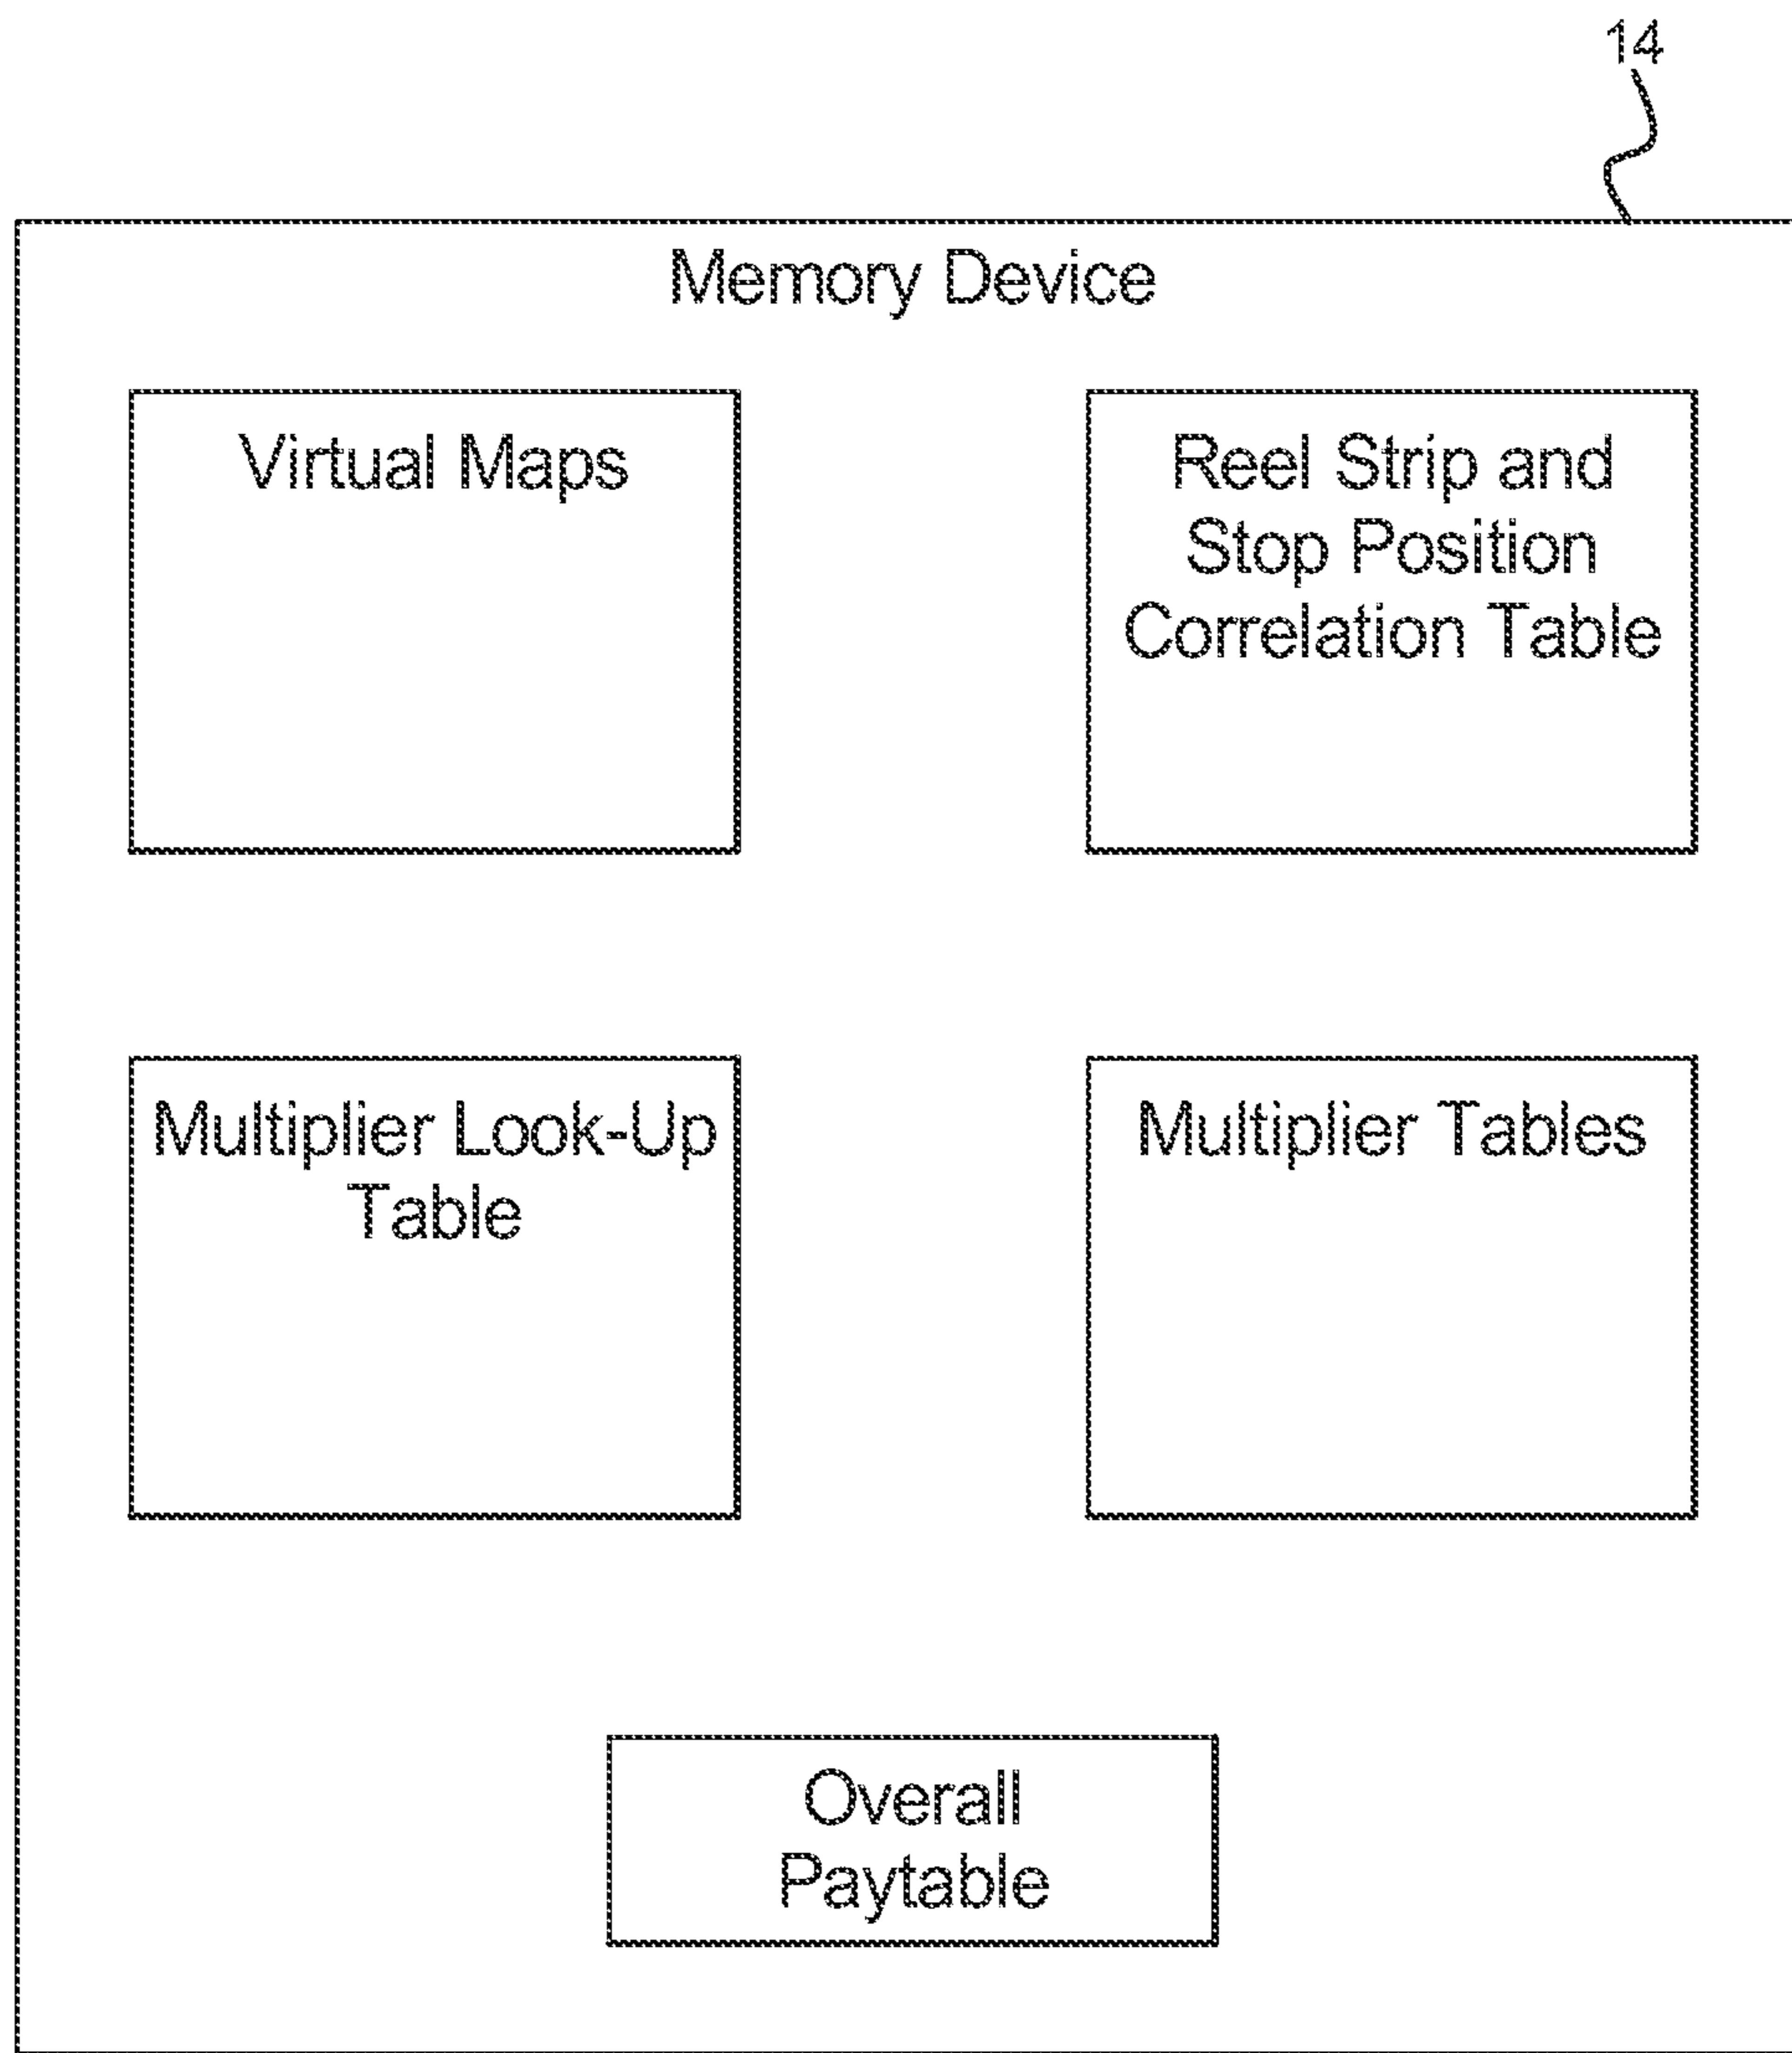 14
Memory Device
Virtual Maps
Reel Strip and
Stop Position
Correlation Table
Multiplier Look-Up
Table
Multiplier Tables
Overall
Paytable